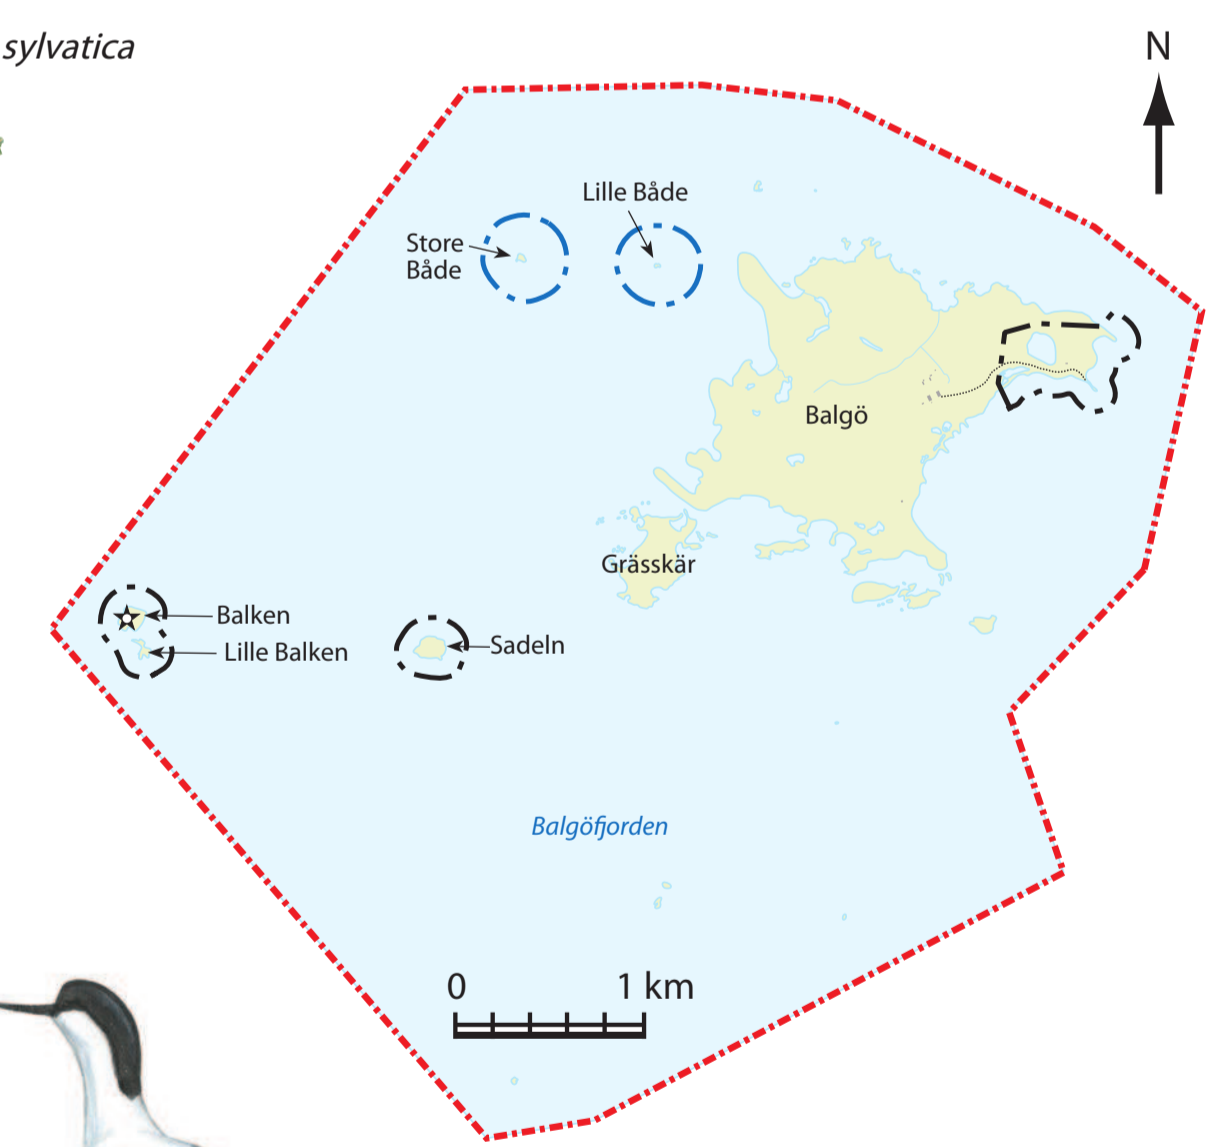 sylvatica
N
Lille Både
Store
Både
Balgö
Grässkär
Balken
Lille Balken
Sadeln
Balgöfjorden
0 1 km